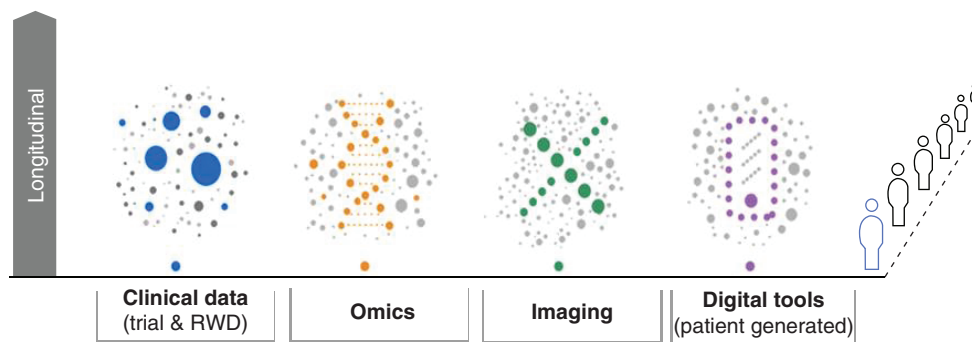 Longitudinal
Clinical data
(trial & RWD)
Omics
Imaging
Digital tools
(patient generated)